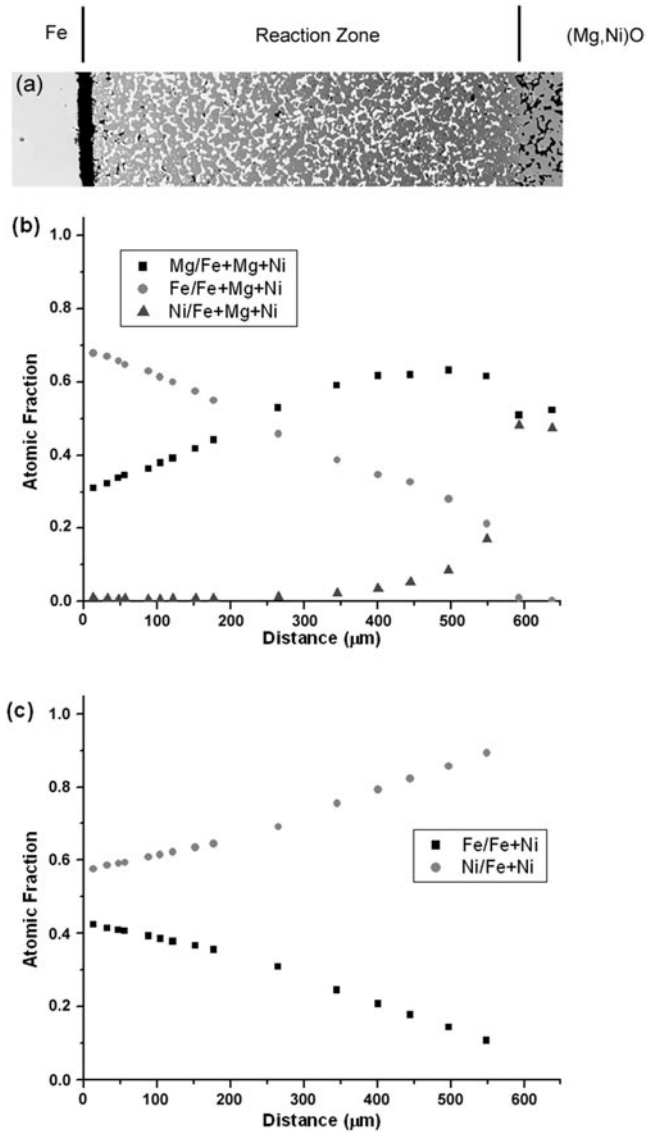 Fe Reaction Zone (Mg,Ni)O
(a)
(b)
1.0
0.8
0.6
0.4
0.2
0.0
Atomic Fraction
Mg/Fe+Mg+Ni
Fe/Fe+Mg+Ni
Ni/Fe+Mg+Ni
0 100 200 300 400 500 600
Distance (μm)
(c)
1.0
0.8
0.6
0.4
0.2
0.0
Atomic Fraction
Fe/Fe+Ni
Ni/Fe+Ni
0 100 200 300 400 500 600
Distance (μm)